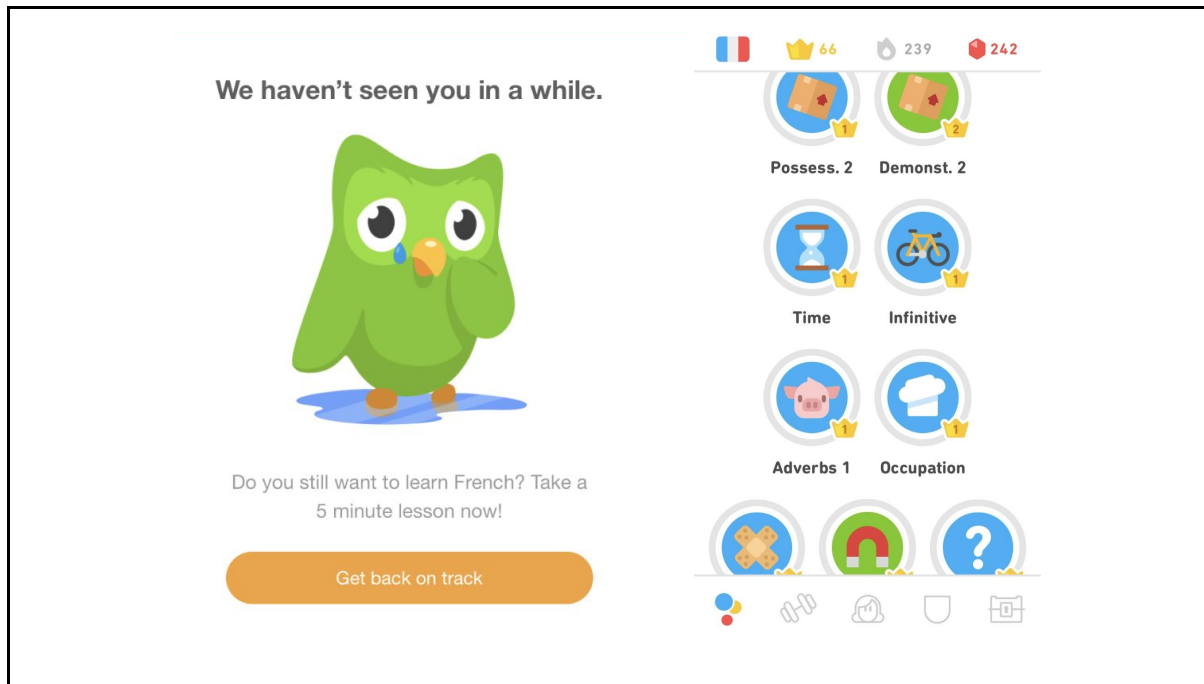 We haven't seen you in a while.
Do you still want to learn French? Take a
5 minute lesson now!
Get back on track
66 239 242
1 2
Possess. 2 Demonst. 2
1 1
Time Infinitive
1 1
Adverbs 1 Occupation
?